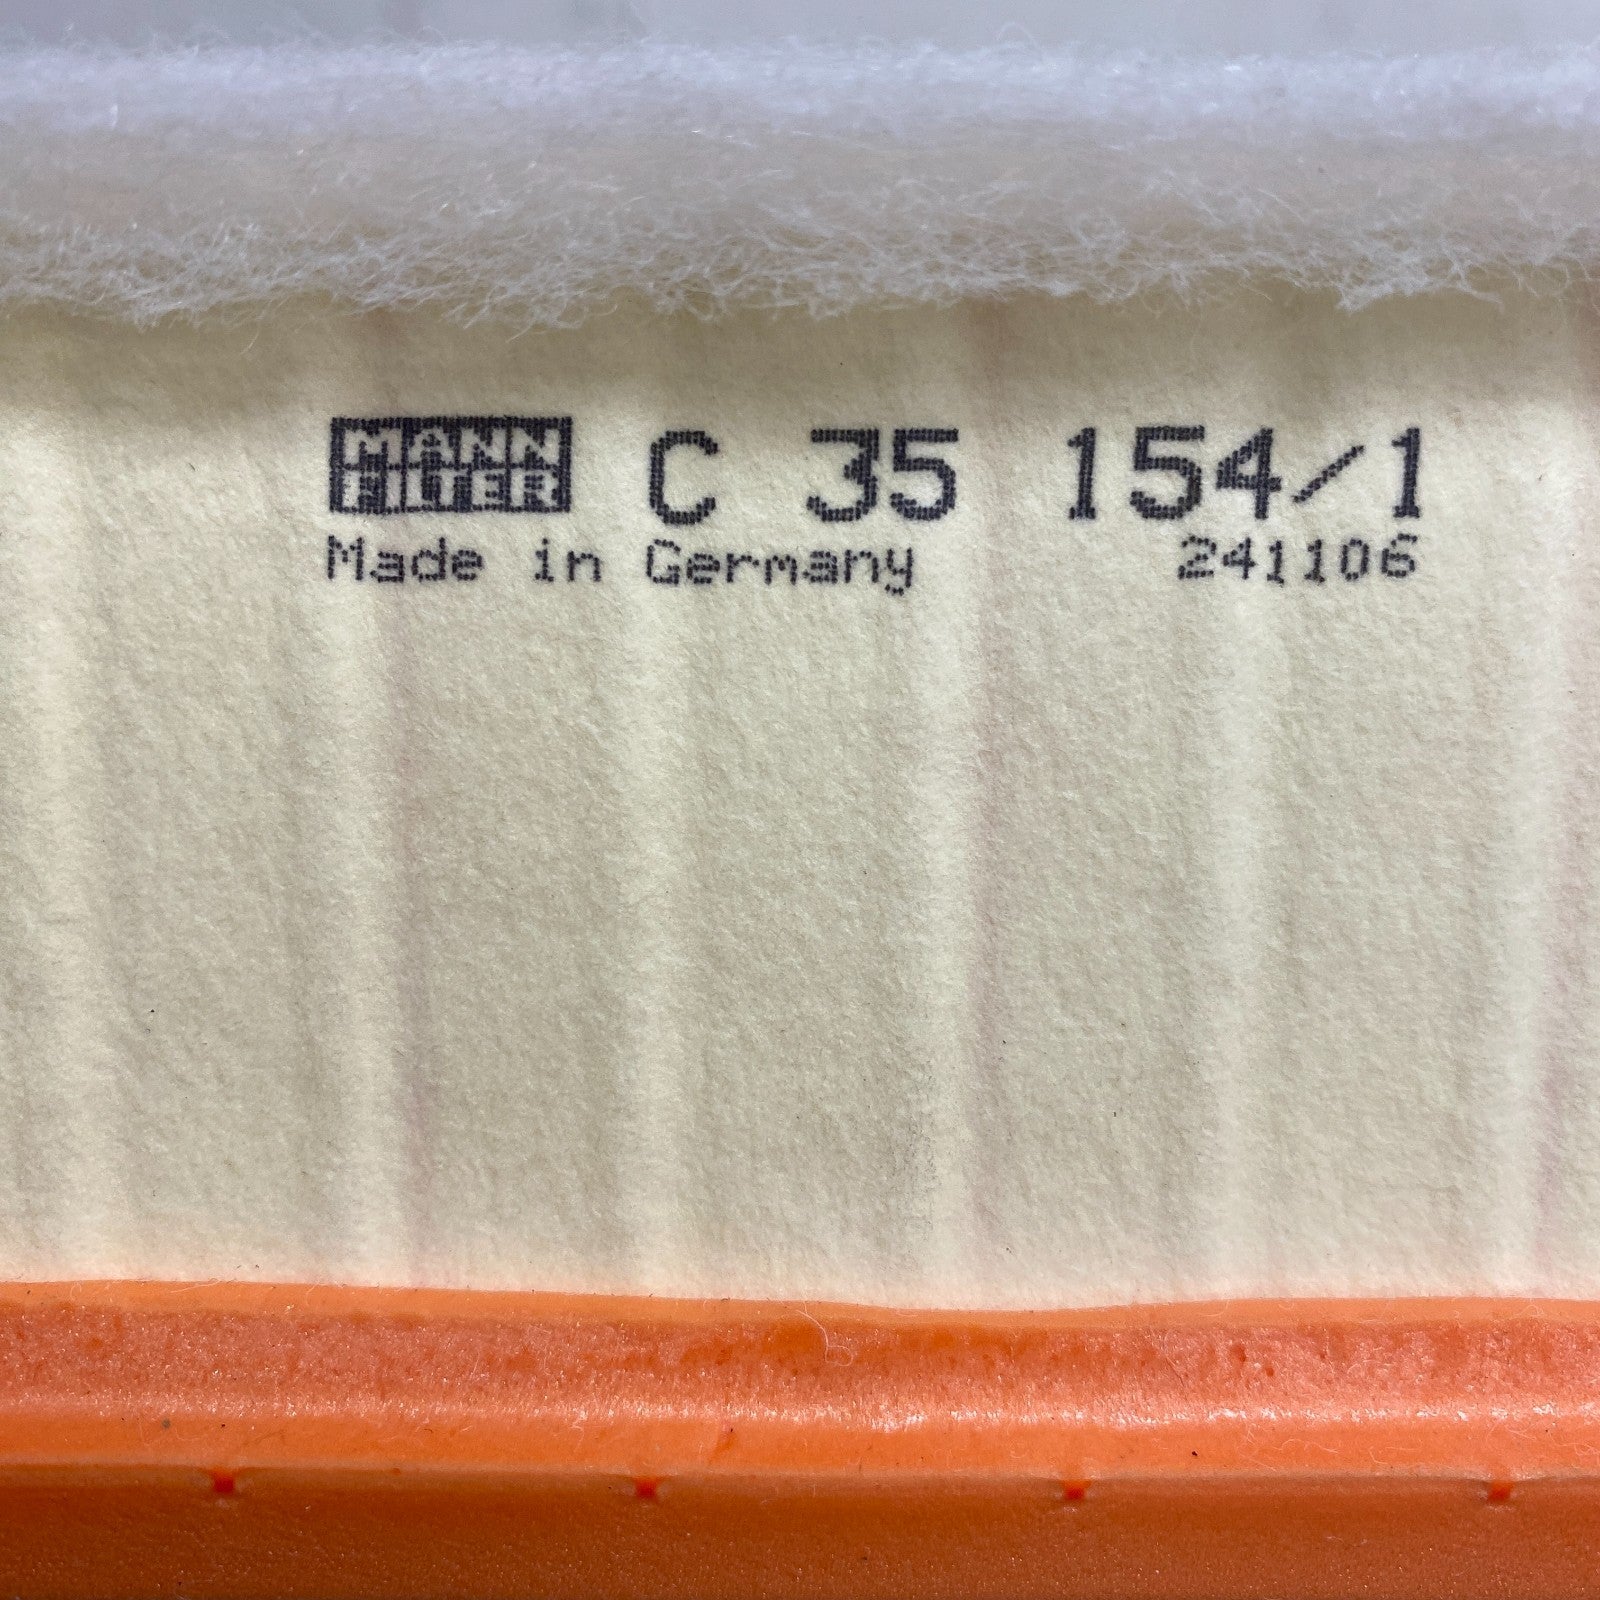 MANN FILTER C 35 154/1
Made in Germany 241106